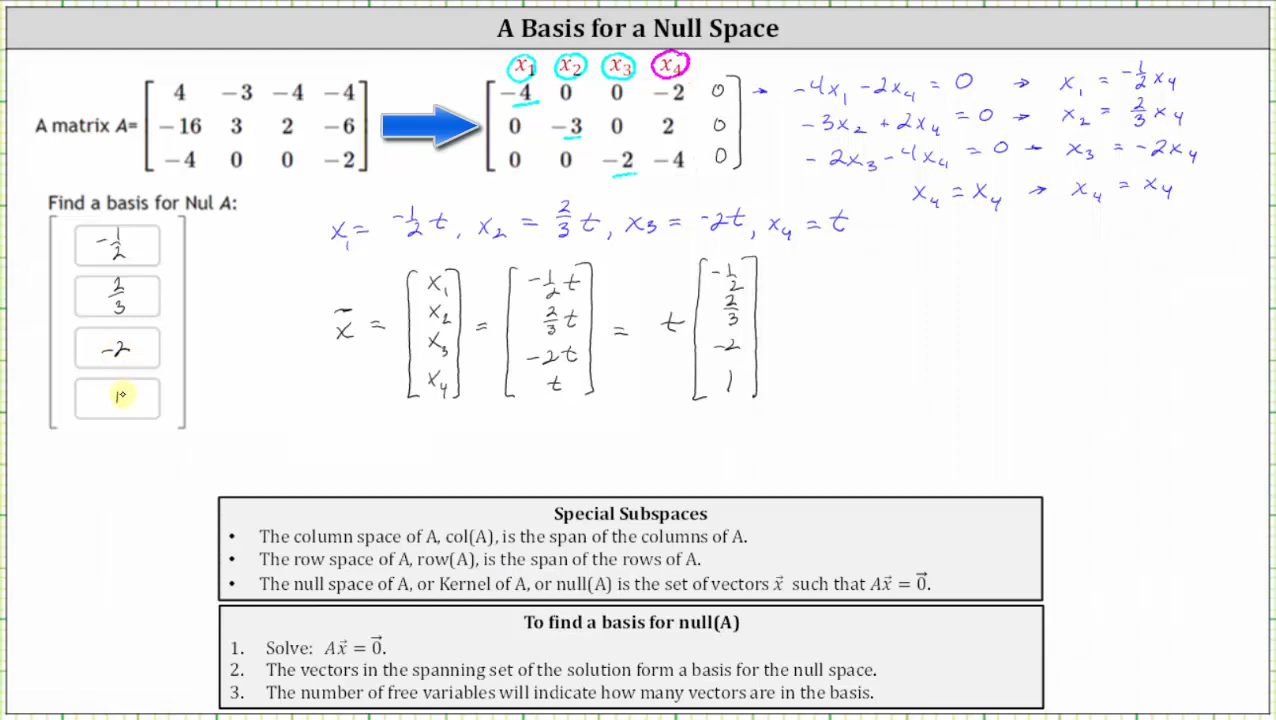 A Basis for a Null Space
x₁ x₂ x₃ x₄
A matrix A= [ 4 −3 −4 −4 ] [ −4 0 0 −2 0 ] → −4x₁ −2x₄ = 0 → x₁ = −1/2 x₄
[ −16 3 2 −6 ] [ 0 −3 0 2 0 ] −3x₂ + 2x₄ = 0 → x₂ = 2/3 x₄
[ −4 0 0 −2 ] [ 0 0 −2 −4 0 ] −2x₃ −4x₄ = 0 → x₃ = −2x₄
x₄ = x₄ → x₄ = x₄
Find a basis for Nul A:
x₁ = −1/2 t, x₂ = 2/3 t, x₃ = −2t, x₄ = t
−1/2
2/3
−2
1
x̄ = [ x₁ x₂ x₃ x₄ ] = [ −1/2 t 2/3 t −2t t ] = t [ −1/2 2/3 −2 1 ]
Special Subspaces
• The column space of A, col(A), is the span of the columns of A.
• The row space of A, row(A), is the span of the rows of A.
• The null space of A, or Kernel of A, or null(A) is the set of vectors x⃗ such that Ax⃗ = 0⃗.
To find a basis for null(A)
1. Solve: Ax⃗ = 0⃗.
2. The vectors in the spanning set of the solution form a basis for the null space.
3. The number of free variables will indicate how many vectors are in the basis.